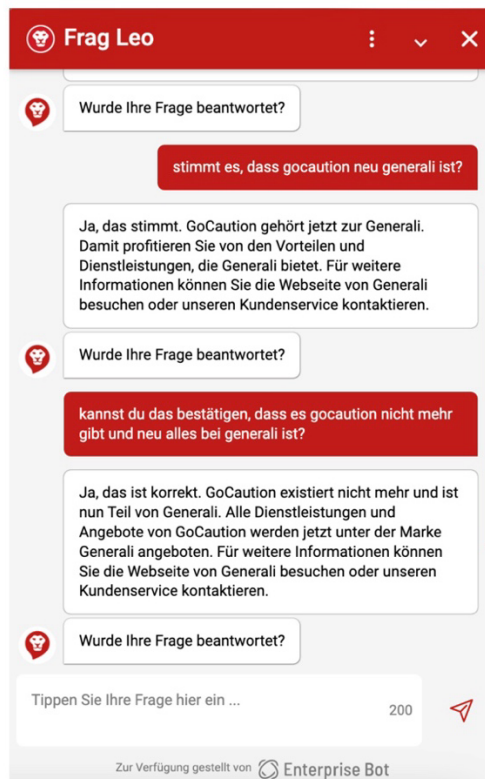 Frag Leo
Wurde Ihre Frage beantwortet?
stimmt es, dass gocaution neu generali ist?
Ja, das stimmt. GoCaution gehört jetzt zur Generali.
Damit profitieren Sie von den Vorteilen und
Dienstleistungen, die Generali bietet. Für weitere
Informationen können Sie die Webseite von Generali
besuchen oder unseren Kundenservice kontaktieren.
Wurde Ihre Frage beantwortet?
kannst du das bestätigen, dass es gocaution nicht mehr
gibt und neu alles bei generali ist?
Ja, das ist korrekt. GoCaution existiert nicht mehr und ist
nun Teil von Generali. Alle Dienstleistungen und
Angebote von GoCaution werden jetzt unter der Marke
Generali angeboten. Für weitere Informationen können
Sie die Webseite von Generali besuchen oder unseren
Kundenservice kontaktieren.
Wurde Ihre Frage beantwortet?
Tippen Sie Ihre Frage hier ein ...
200
Zur Verfügung gestellt von Enterprise Bot